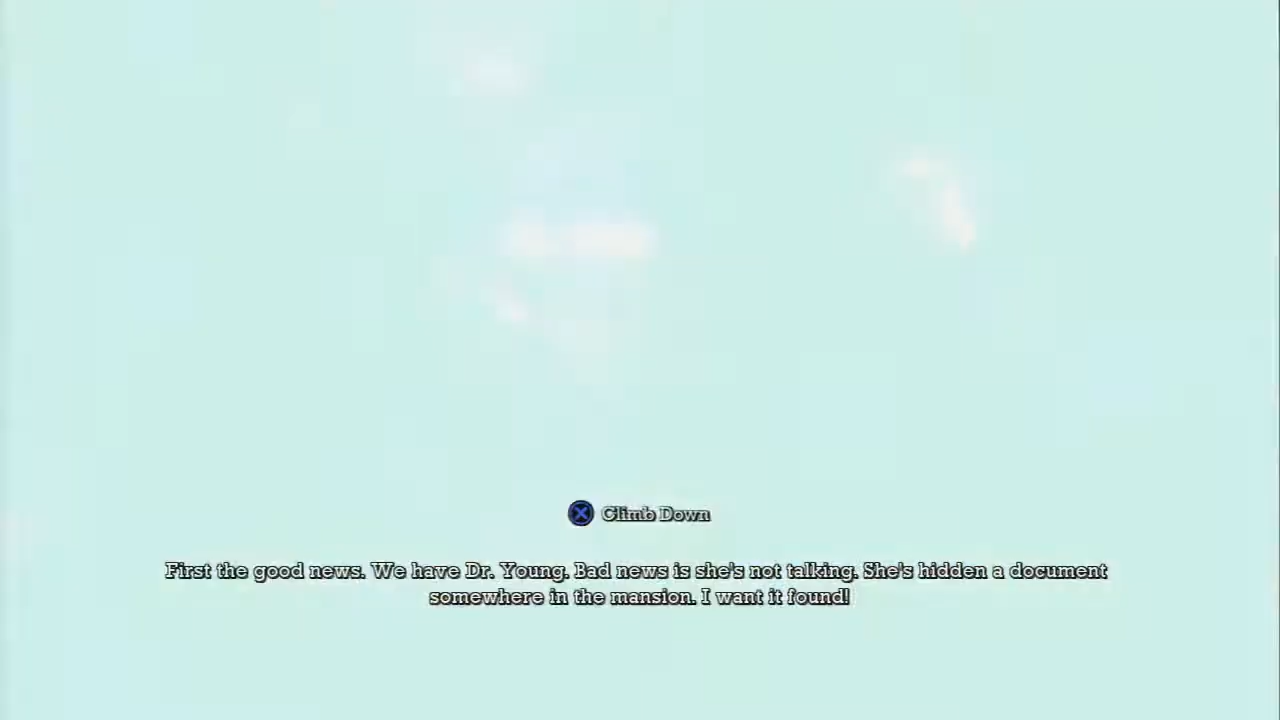 Climb Down
First the good news. We have Dr. Young. Bad news is she's not talking. She's hidden a document
somewhere in the mansion. I want it found!